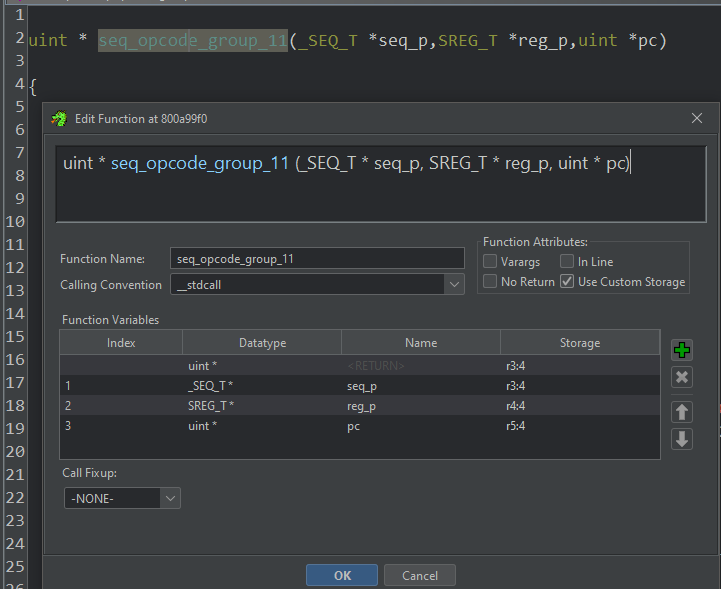 1
2 uint * seq_opcode_group_11(_SEQ_T *seq_p,SREG_T *reg_p,uint *pc)
3
4 {
5
6
7
8
9
10
11
12
13
14
15
16
17
18
19
20
21
22
23
24
25
26
Edit Function at 800a99f0
uint * seq_opcode_group_11 (_SEQ_T * seq_p, SREG_T * reg_p, uint * pc)
Function Name: seq_opcode_group_11
Calling Convention __stdcall
Function Attributes:
Varargs In Line
No Return Use Custom Storage
Function Variables
Index Datatype Name Storage
uint * <RETURN> r3:4
1 _SEQ_T * seq_p r3:4
2 SREG_T * reg_p r4:4
3 uint * pc r5:4
Call Fixup:
-NONE-
OK Cancel